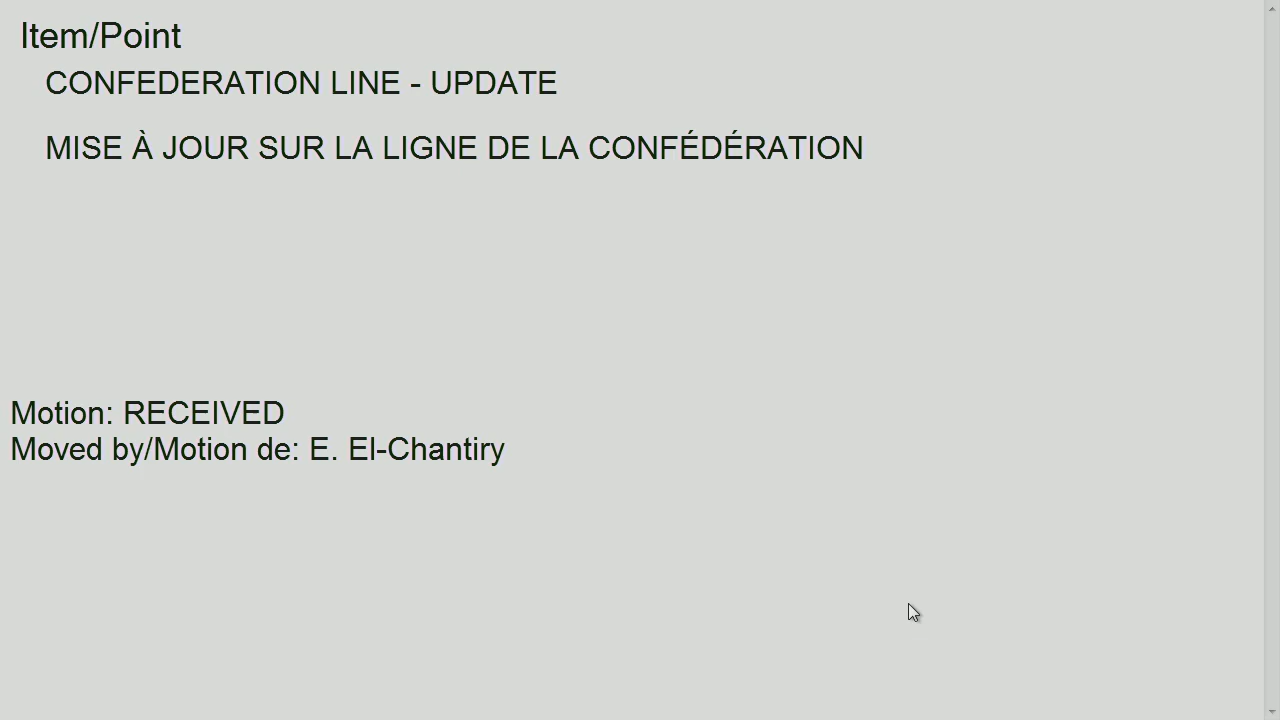 Item/Point
CONFEDERATION LINE - UPDATE
MISE À JOUR SUR LA LIGNE DE LA CONFÉDÉRATION
Motion: RECEIVED
Moved by/Motion de: E. El-Chantiry